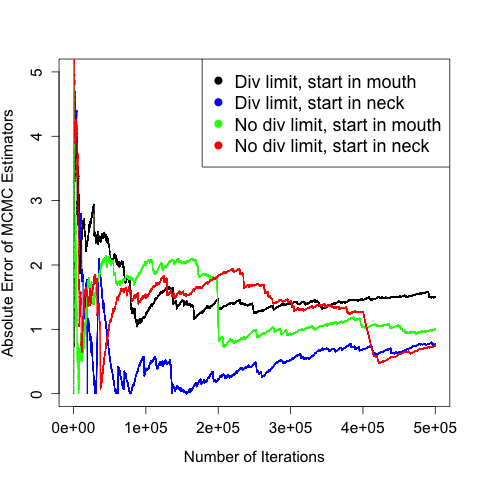 Div limit, start in mouth
Div limit, start in neck
No div limit, start in mouth
No div limit, start in neck
Absolute Error of MCMC Estimators
5
4
3
2
1
0
0e+00 1e+05 2e+05 3e+05 4e+05 5e+05
Number of Iterations